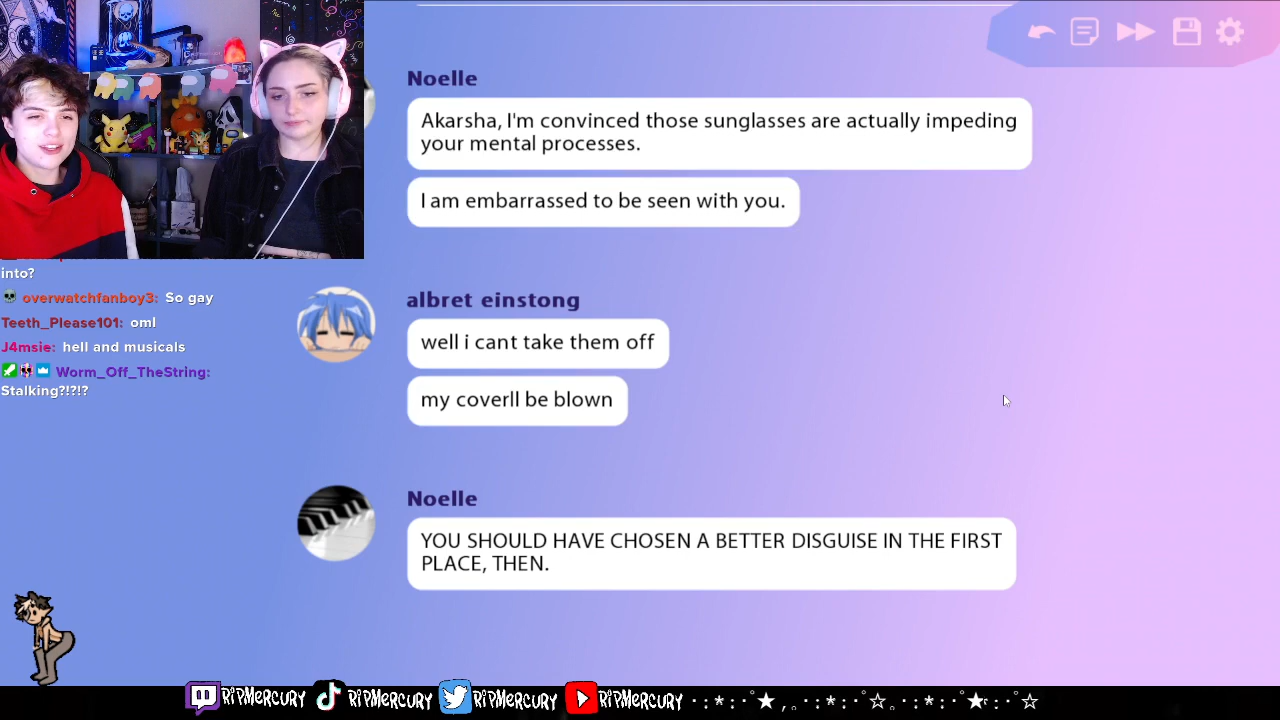 Noelle
Akarsha, I'm convinced those sunglasses are actually impeding
your mental processes.
I am embarrassed to be seen with you.
into?
overwatchfanboy3: So gay
Teeth_Please101: oml
J4msie: hell and musicals
Worm_Off_TheString:
Stalking?!?!?
albret einstong
well i cant take them off
my coverll be blown
Noelle
YOU SHOULD HAVE CHOSEN A BETTER DISGUISE IN THE FIRST
PLACE, THEN.
RIPMERCURY RIPMERCURY RIPMERCURY RIPMERCURY